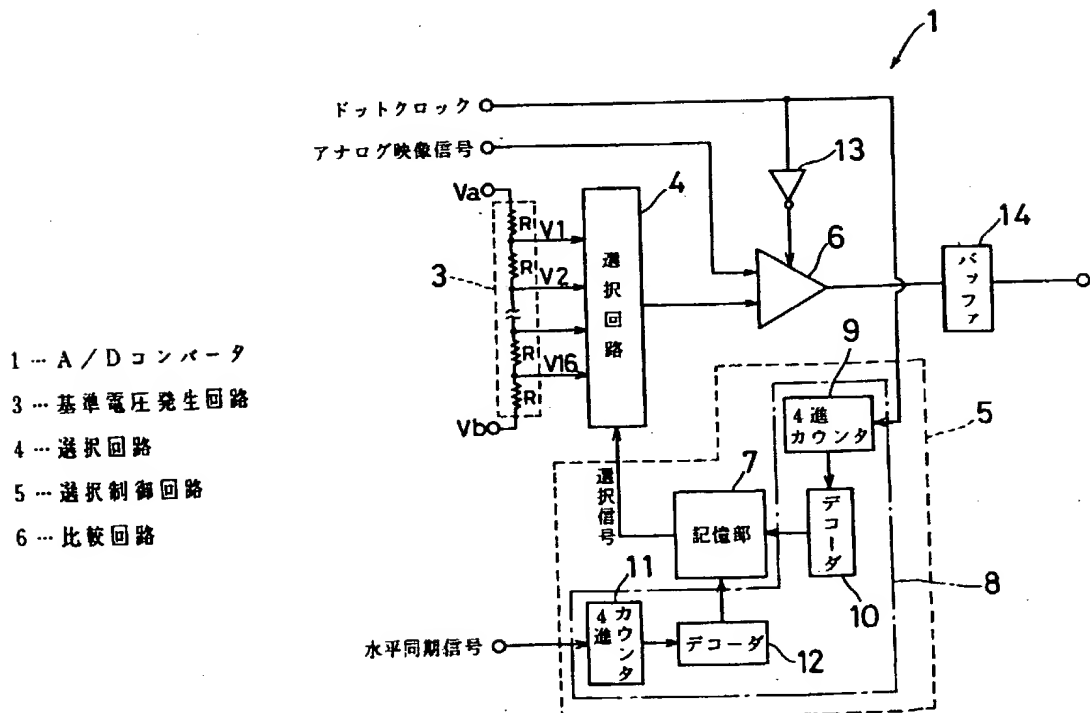 1
ドットクロック
アナログ映像信号
13
Va
4
14
R
V1
6
3
R
V2
選択回路
バッファ
1…A/Dコンバータ
R
V16
9
3…基準電圧発生回路
R
4進カウンタ
5
4…選択回路
Vb
7
5…選択制御回路
選択信号
記憶部
デコーダ
6…比較回路
11
10
8
4進カウンタ
水平同期信号
デコーダ
12